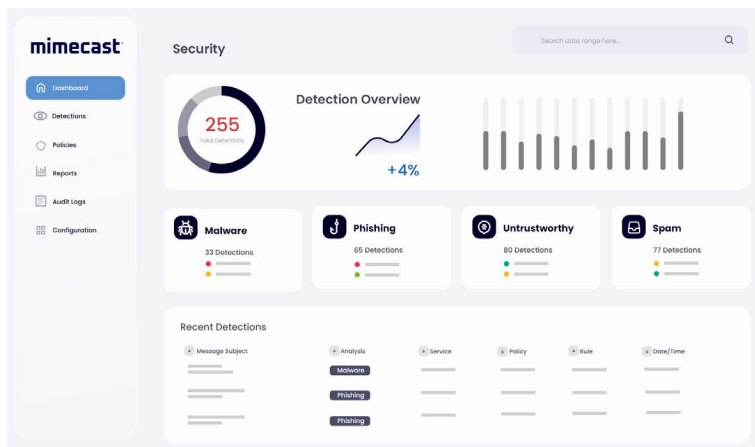 mimecast
Dashboard
Detections
Policies
Reports
Audit Logs
Configuration
Security
Search date range here...
255
Total Detections
Detection Overview
+4%
Malware
33 Detections
Phishing
65 Detections
Untrustworthy
80 Detections
Spam
77 Detections
Recent Detections
Message Subject Analysis Service Policy Rule Date/Time
Malware
Phishing
Phishing